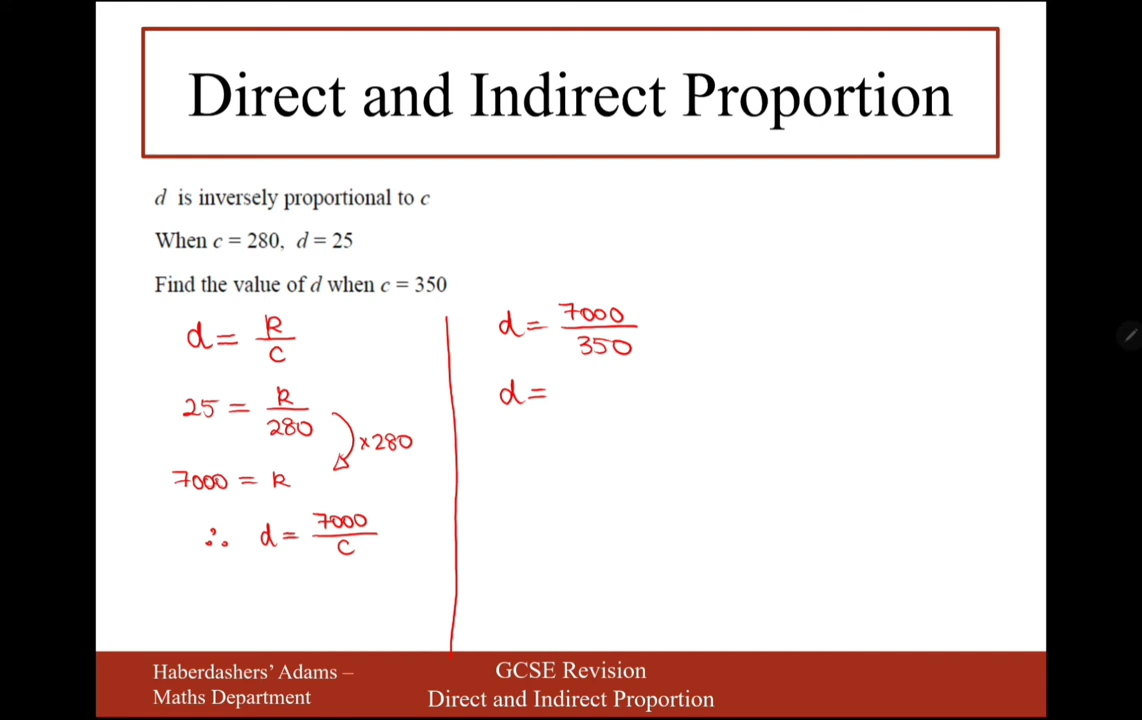 Direct and Indirect Proportion
d is inversely proportional to c
When c = 280, d = 25
Find the value of d when c = 350
d = k/c
25 = k/280
×280
7000 = k
∴ d = 7000/c
d = 7000/350
d =
Haberdashers' Adams –
Maths Department
GCSE Revision
Direct and Indirect Proportion